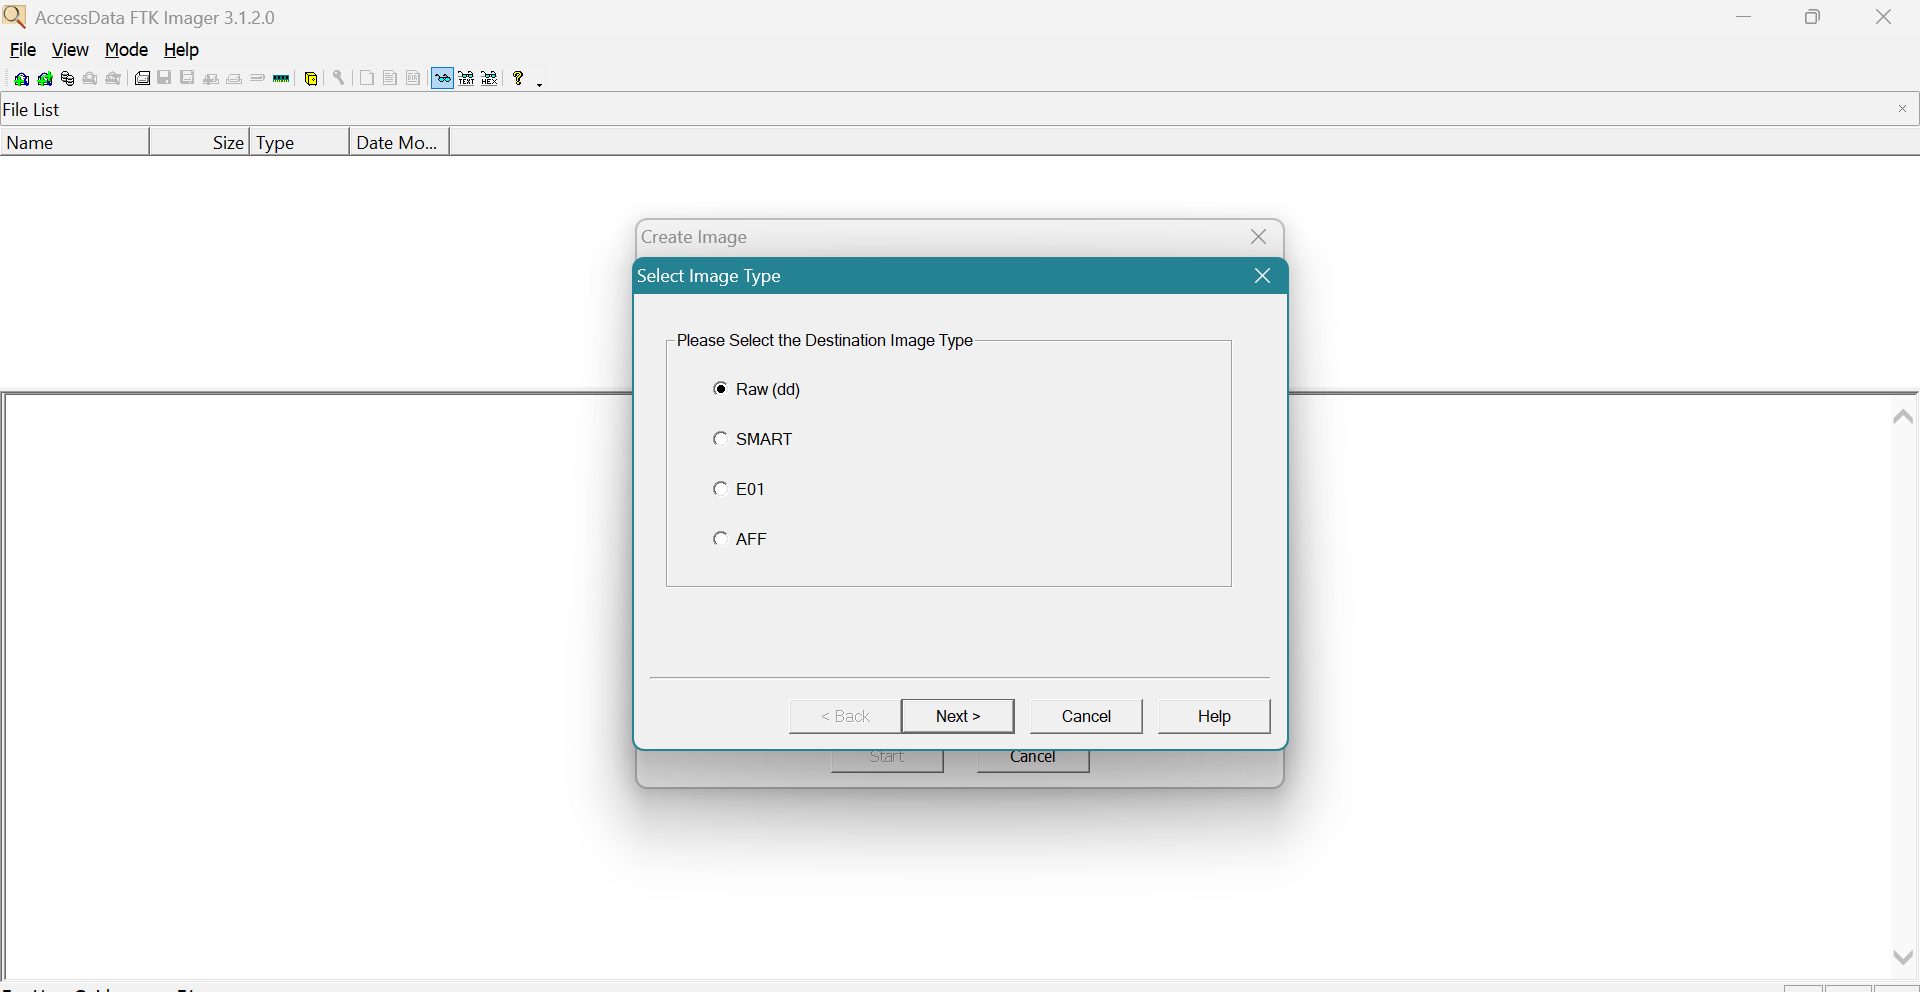 AccessData FTK Imager 3.1.2.0
File View Mode Help
TEXT HEX
File List
Name Size Type Date Mo...
Create Image
Select Image Type
Please Select the Destination Image Type
Raw (dd)
SMART
E01
AFF
< Back Next > Cancel Help
Start Cancel